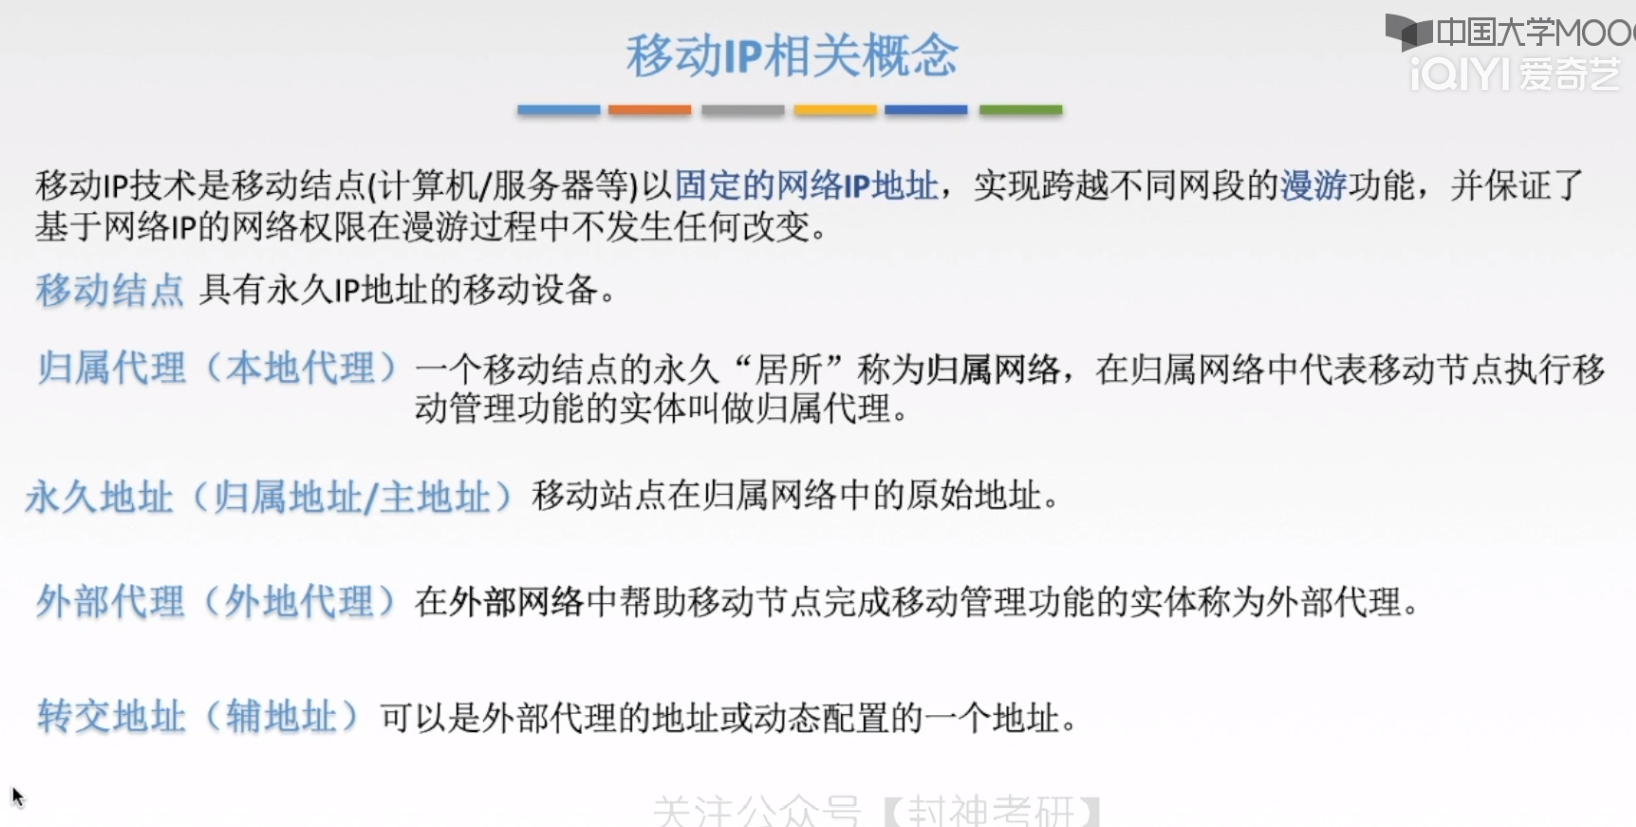 中国大学MOOC
iQIYI 爱奇艺
移动IP相关概念
移动IP技术是移动结点(计算机/服务器等)以固定的网络IP地址，实现跨越不同网段的漫游功能，并保证了
基于网络IP的网络权限在漫游过程中不发生任何改变。
移动结点 具有永久IP地址的移动设备。
归属代理（本地代理） 一个移动结点的永久“居所”称为归属网络，在归属网络中代表移动节点执行移
动管理功能的实体叫做归属代理。
永久地址（归属地址/主地址） 移动站点在归属网络中的原始地址。
外部代理（外地代理） 在外部网络中帮助移动节点完成移动管理功能的实体称为外部代理。
转交地址（辅地址） 可以是外部代理的地址或动态配置的一个地址。
关注公众号【封神考研】